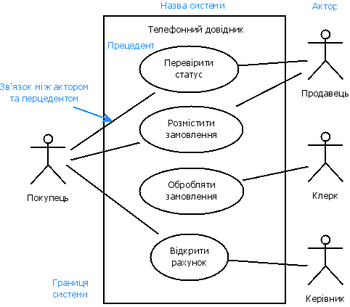 Назва системи
Актор
Телефонний довідник
Прецедент
Перевірити
статус
Зв'язок між актором
та перцедентом
Продавець
Розмістити
замовлення
Покупець
Обробляти
замовлення
Клерк
Відкрити
рахунок
Границя
системи
Керівник